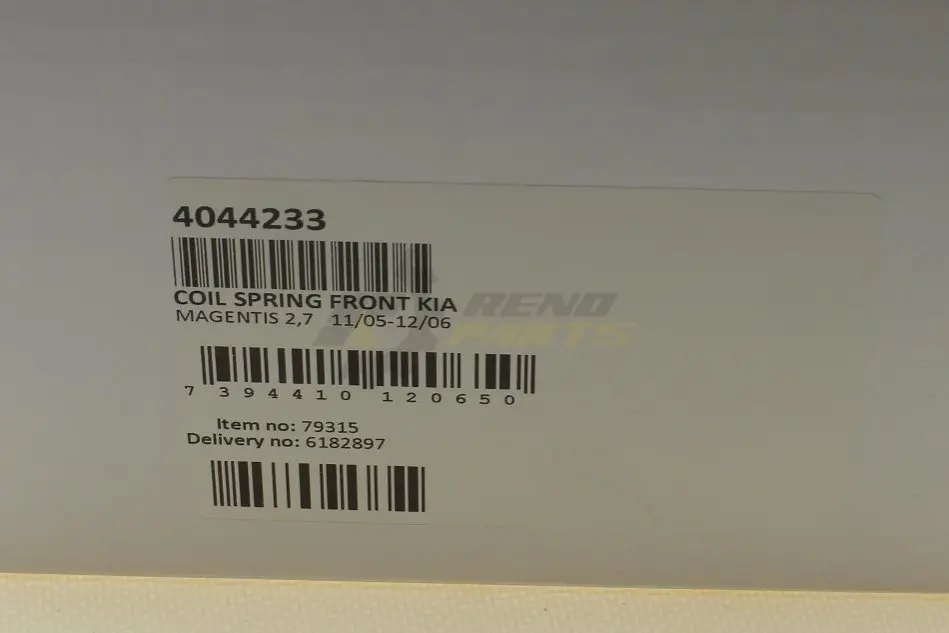 4044233
COIL SPRING FRONT KIA
MAGENTIS 2,7 11/05-12/06
REND
PARTS
7 394410 120650
Item no: 79315
Delivery no: 6182897